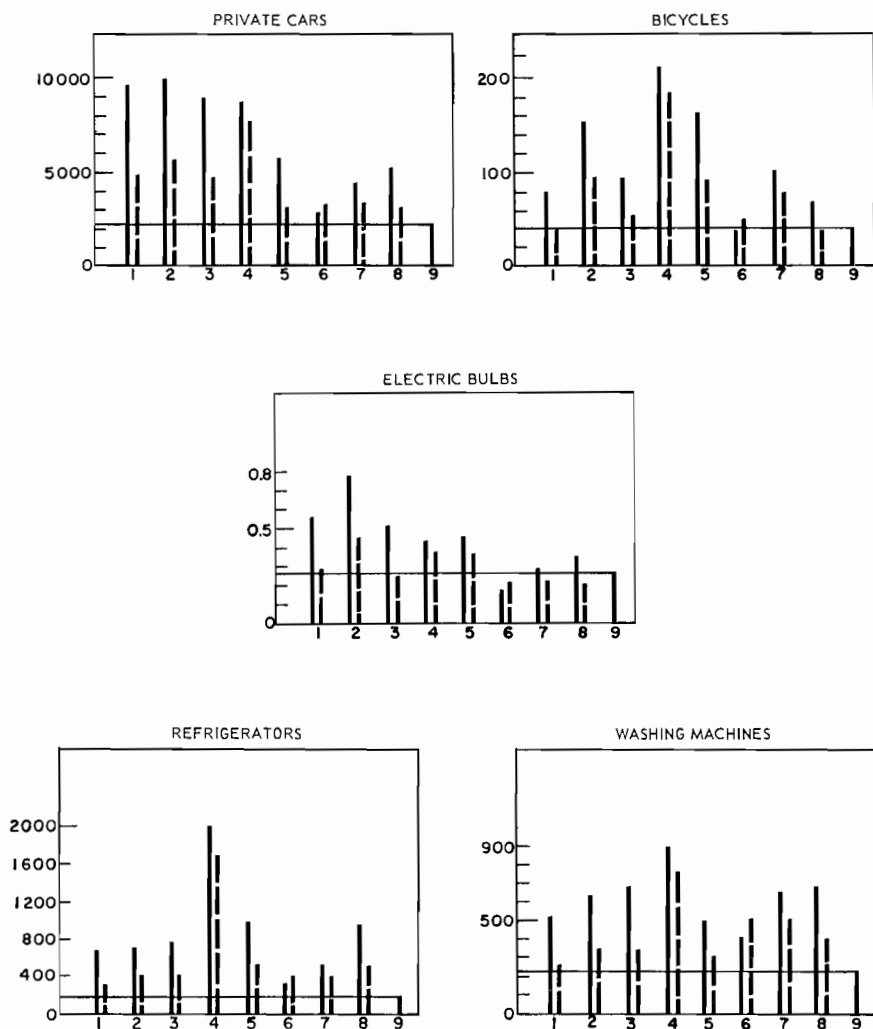 PRIVATE CARS
10000
5000
0
1 2 3 4 5 6 7 8 9
BICYCLES
200
100
0
1 2 3 4 5 6 7 8 9
ELECTRIC BULBS
0.8
0.5
0
1 2 3 4 5 6 7 8 9
REFRIGERATORS
2000
1600
1200
800
400
0
1 2 3 4 5 6 7 8 9
WASHING MACHINES
900
500
0
1 2 3 4 5 6 7 8 9